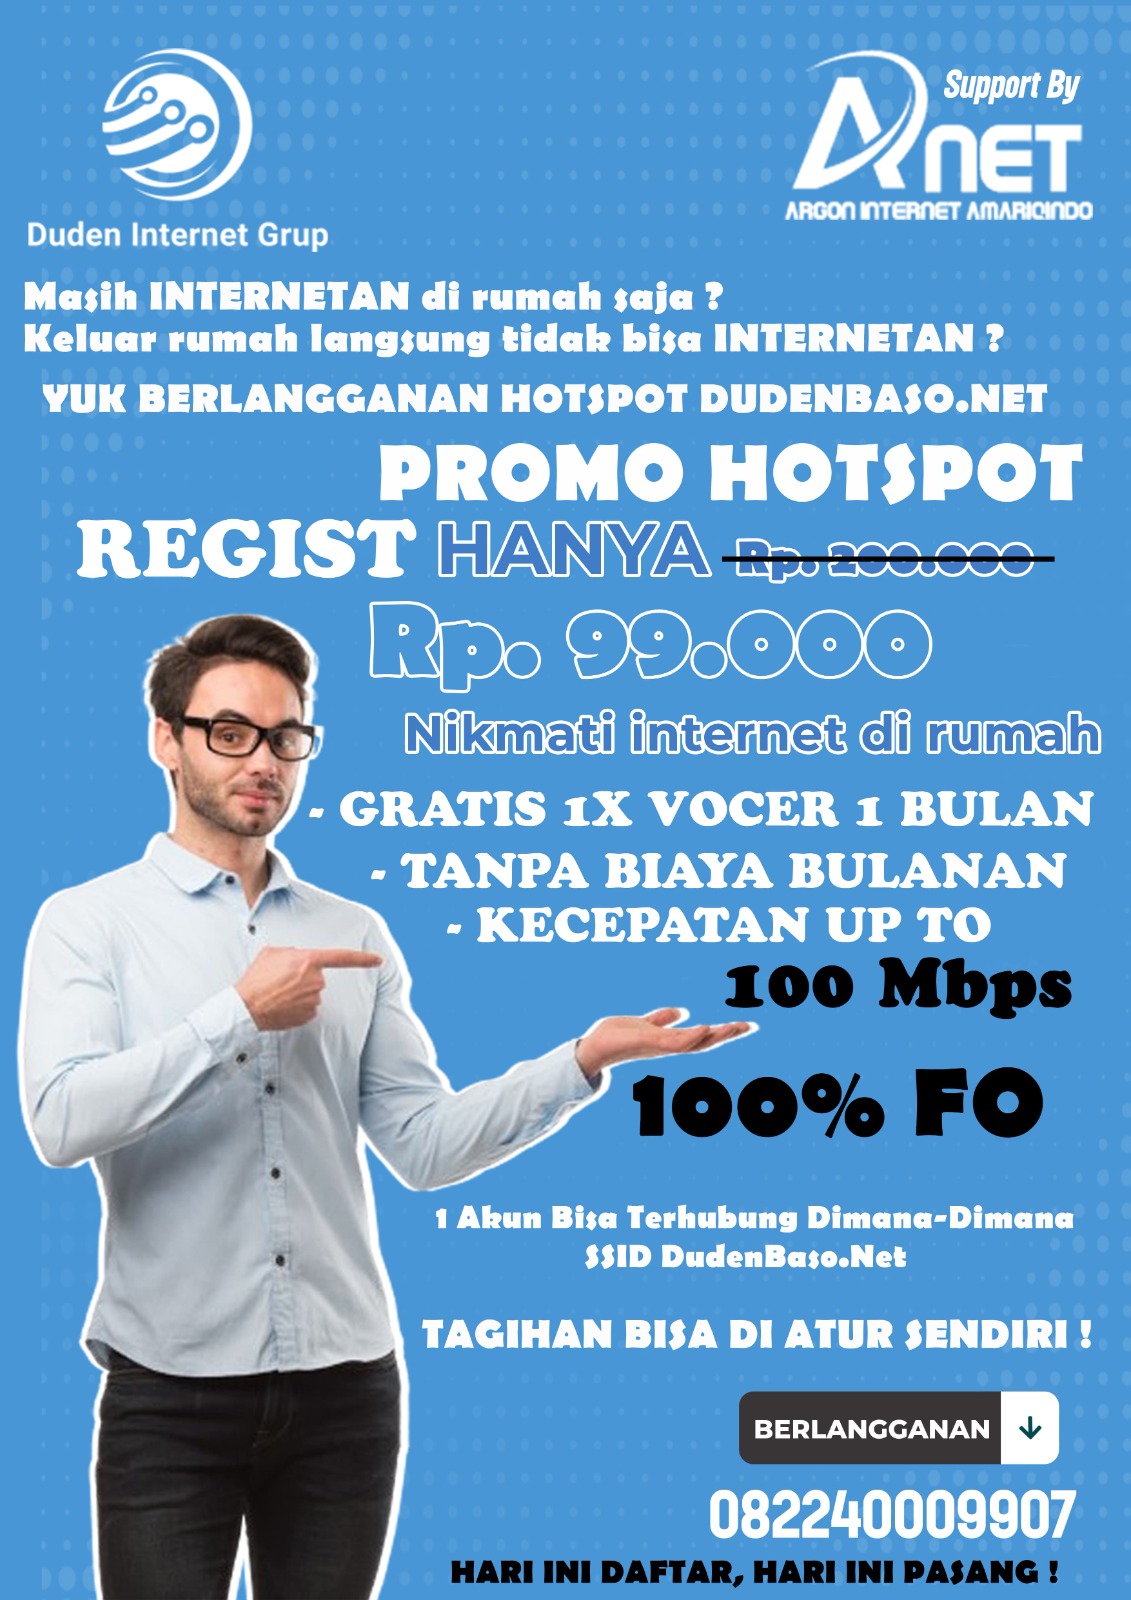 Support By
ARNET
ARGON INTERNET AMARIQINDO
Duden Internet Grup
Masih INTERNETAN di rumah saja ?
Keluar rumah langsung tidak bisa INTERNETAN ?
YUK BERLANGGANAN HOTSPOT DUDENBASO.NET
PROMO HOTSPOT
REGIST HANYA Rp. 200.000
Rp. 99.000
Nikmati internet di rumah
- GRATIS 1X VOCER 1 BULAN
- TANPA BIAYA BULANAN
- KECEPATAN UP TO
100 Mbps
100% FO
1 Akun Bisa Terhubung Dimana-Dimana
SSID DudenBaso.Net
TAGIHAN BISA DI ATUR SENDIRI !
BERLANGGANAN
082240009907
HARI INI DAFTAR, HARI INI PASANG !